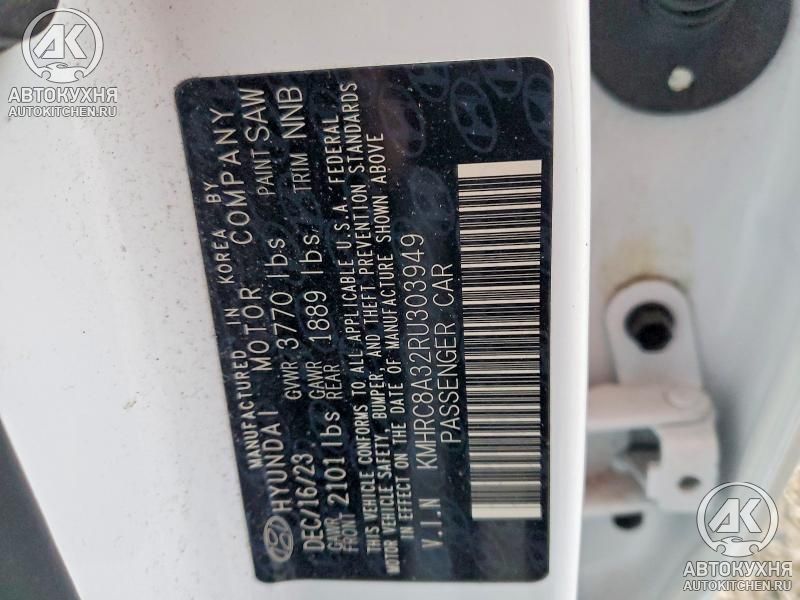 АВТОКУХНЯ
AUTOKITCHEN.RU
MANUFACTURED IN KOREA BY
HYUNDAI MOTOR COMPANY
DEC/16/23 GVWR 3770 lbs PAINT SAW
GAWR FRONT 2101 lbs GAWR REAR 1889 lbs TRIM NNB
THIS VEHICLE CONFORMS TO ALL APPLICABLE U.S.A. FEDERAL
MOTOR VEHICLE SAFETY, BUMPER, AND THEFT PREVENTION STANDARDS
IN EFFECT ON THE DATE OF MANUFACTURE SHOWN ABOVE
V.I.N KMHRC8A32RU303949
PASSENGER CAR
АВТОКУХНЯ
AUTOKITCHEN.RU